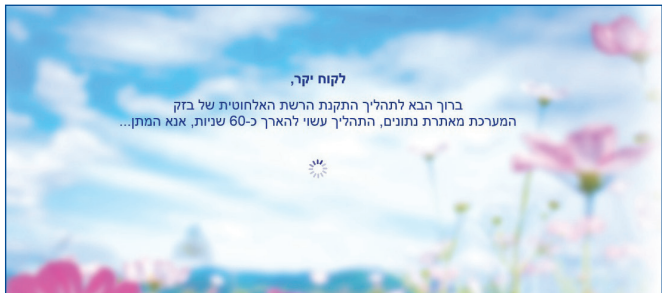 לקוח יקר,
ברוך הבא לתהליך התקנת הרשת האלחוטית של בזק
המערכת מאתרת נתונים, התהליך עשוי להארך כ-60 שניות, אנא המתן...